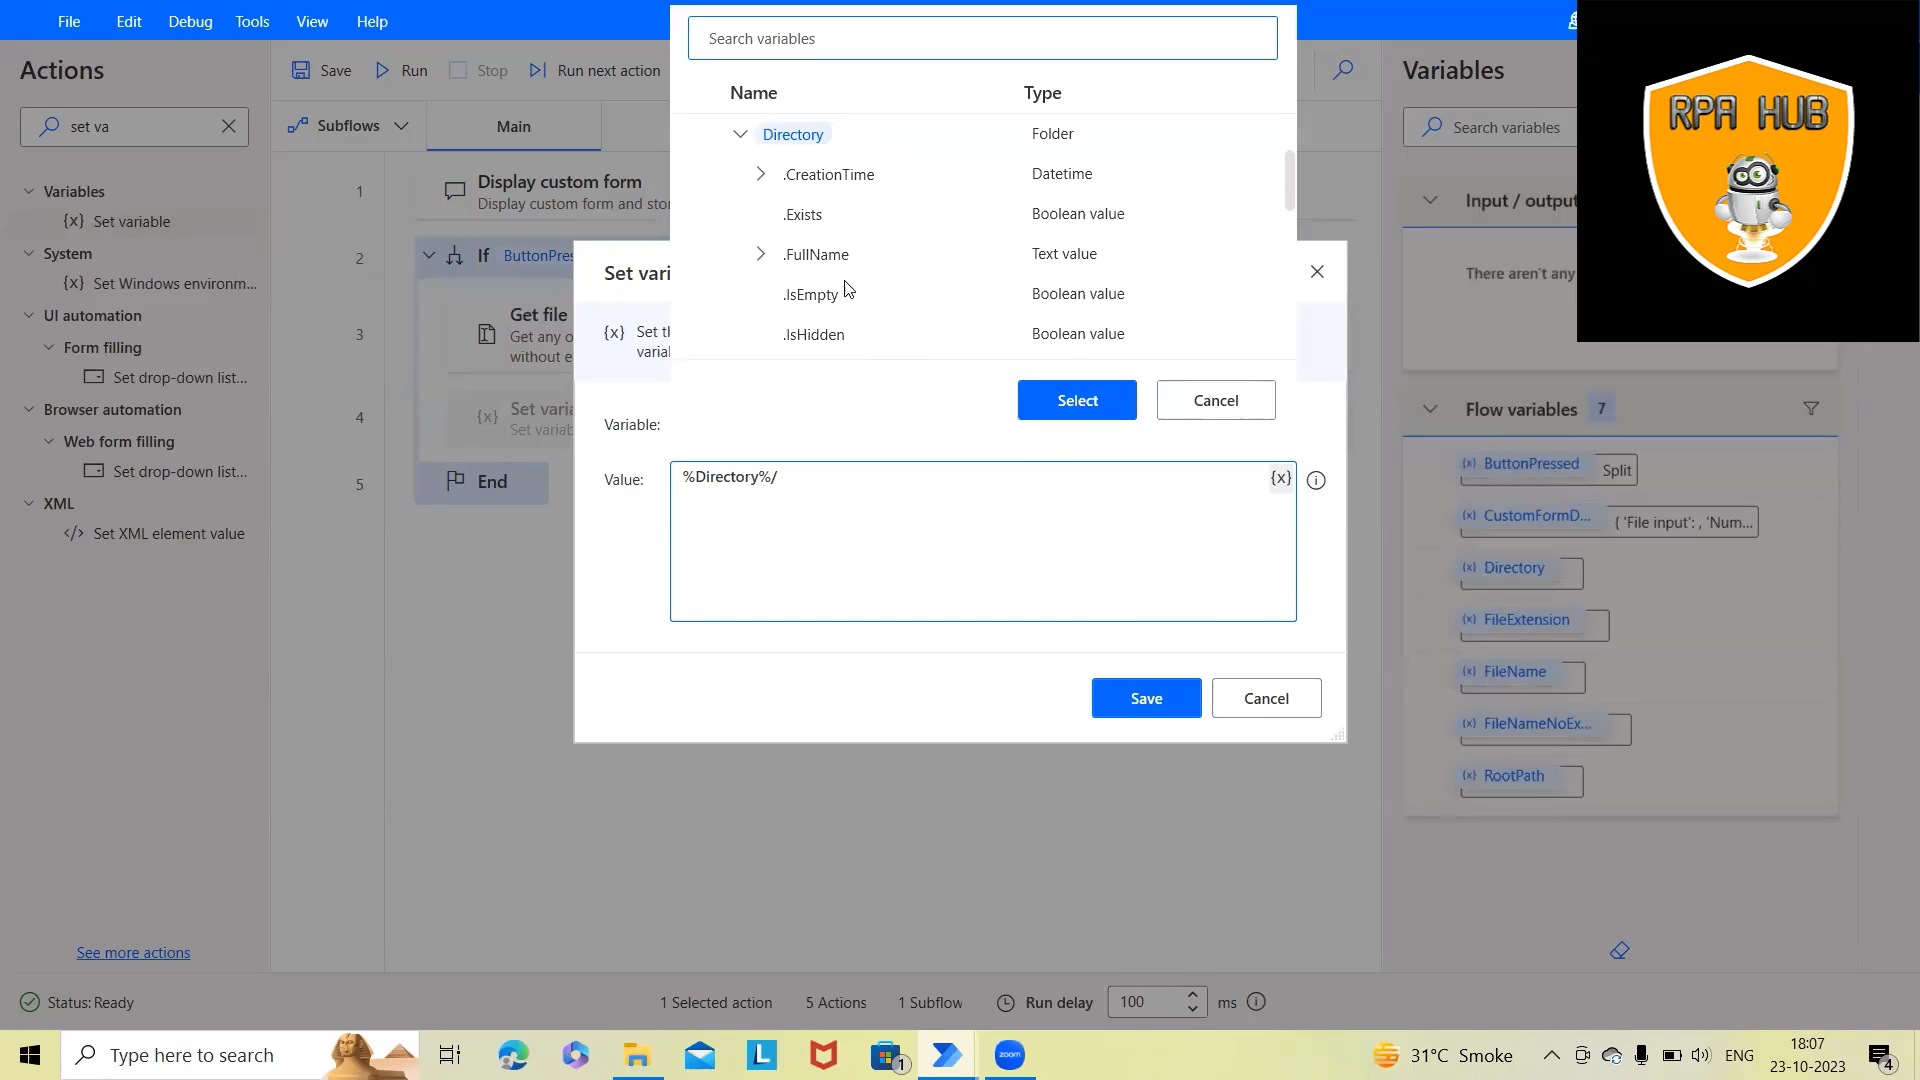 File Edit Debug Tools View Help
Search variables
Actions
Save Run Stop Run next action
Variables
RPA HUB
Name Type
set va
Subflows Main
Search variables
Directory Folder
.CreationTime Datetime
.Exists Boolean value
.FullName Text value
.IsEmpty Boolean value
.IsHidden Boolean value
Select Cancel
Variables
{x} Set variable
System
{x} Set Windows environm...
UI automation
Form filling
Set drop-down list...
Browser automation
Web form filling
Set drop-down list...
XML
Set XML element value
See more actions
1 Display custom form
Display custom form and sto
2 If ButtonPres
3 Get file
Get any o
without e
4 {x} Set varia
Set variab
5 End
Set vari
{x} Set th
varial
Variable:
Value: %Directory%/ {x}
Save Cancel
Input / output
There aren't any
Flow variables 7
{x} ButtonPressed Split
{x} CustomFormD... { 'File input': , 'Num...
{x} Directory
{x} FileExtension
{x} FileName
{x} FileNameNoEx...
{x} RootPath
Status: Ready 1 Selected action 5 Actions 1 Subflow Run delay 100 ms
Type here to search
L
1
zoom
31°C Smoke
ENG
18:07
23-10-2023
4